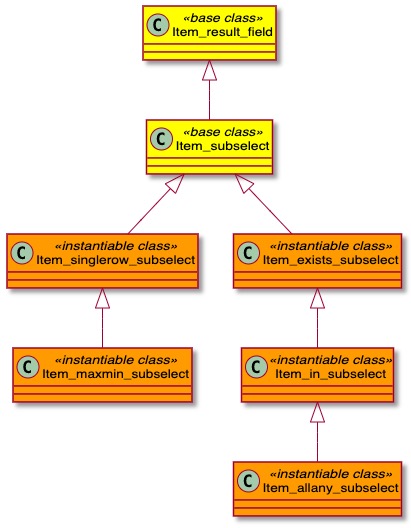 C
«base class»
Item_result_field
C
«base class»
Item_subselect
C
«instantiable class»
Item_singlerow_subselect
C
«instantiable class»
Item_exists_subselect
C
«instantiable class»
Item_maxmin_subselect
C
«instantiable class»
Item_in_subselect
C
«instantiable class»
Item_allany_subselect